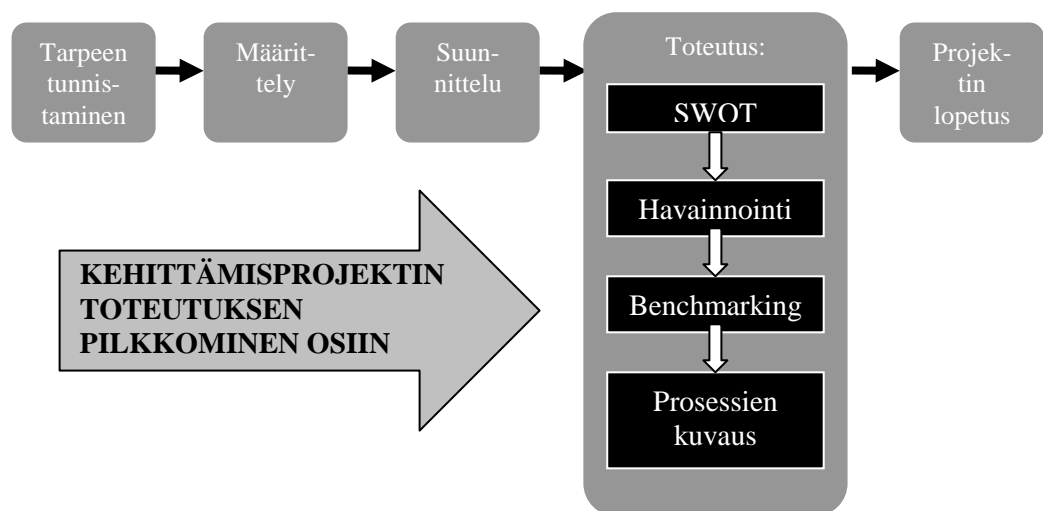 Tarpeen
tunnis-
taminen
Määrit-
tely
Suun-
nittelu
Toteutus:
SWOT
Havainnointi
Benchmarking
Prosessien
kuvaus
Projek-
tin
lopetus
KEHITTÄMISPROJEKTIN
TOTEUTUKSEN
PILKKOMINEN OSIIN